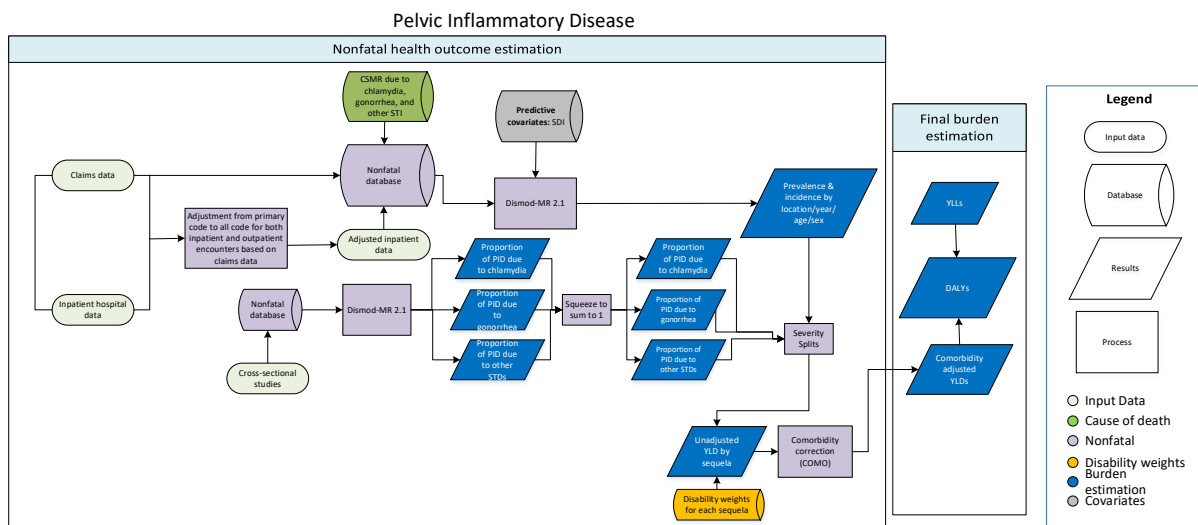 Pelvic Inflammatory Disease
Nonfatal health outcome estimation
CSMR due to
chlamydia,
gonorrhea, and
other STI
Predictive
covariates: SDI
Claims data
Nonfatal
database
Dismod-MR 2.1
Prevalence &
incidence by
location/year/
age/sex
Adjustment from primary
code to all code for both
inpatient and outpatient
encounters based on
claims data
Adjusted inpatient
data
Inpatient hospital
data
Nonfatal
database
Dismod-MR 2.1
Cross-sectional
studies
Proportion
of PID due
to chlamydia
Proportion
of PID due
to
gonorrhea
Proportion
of PID due
to other
STDs
Squeeze to
sum to 1
Proportion
of PID due
to chlamydia
Proportion of
PID due to
gonorrhea
Proportion of
PID due to
other STDs
Severity
Splits
Unadjusted
YLD by
sequela
Comorbidity
correction
(COMO)
Disability weights
for each sequela
Final burden
estimation
YLLs
DALYs
Comorbidity
adjusted
YLDs
Legend
Input data
Database
Results
Process
Input Data
Cause of death
Nonfatal
Disability weights
Burden
estimation
Covariates